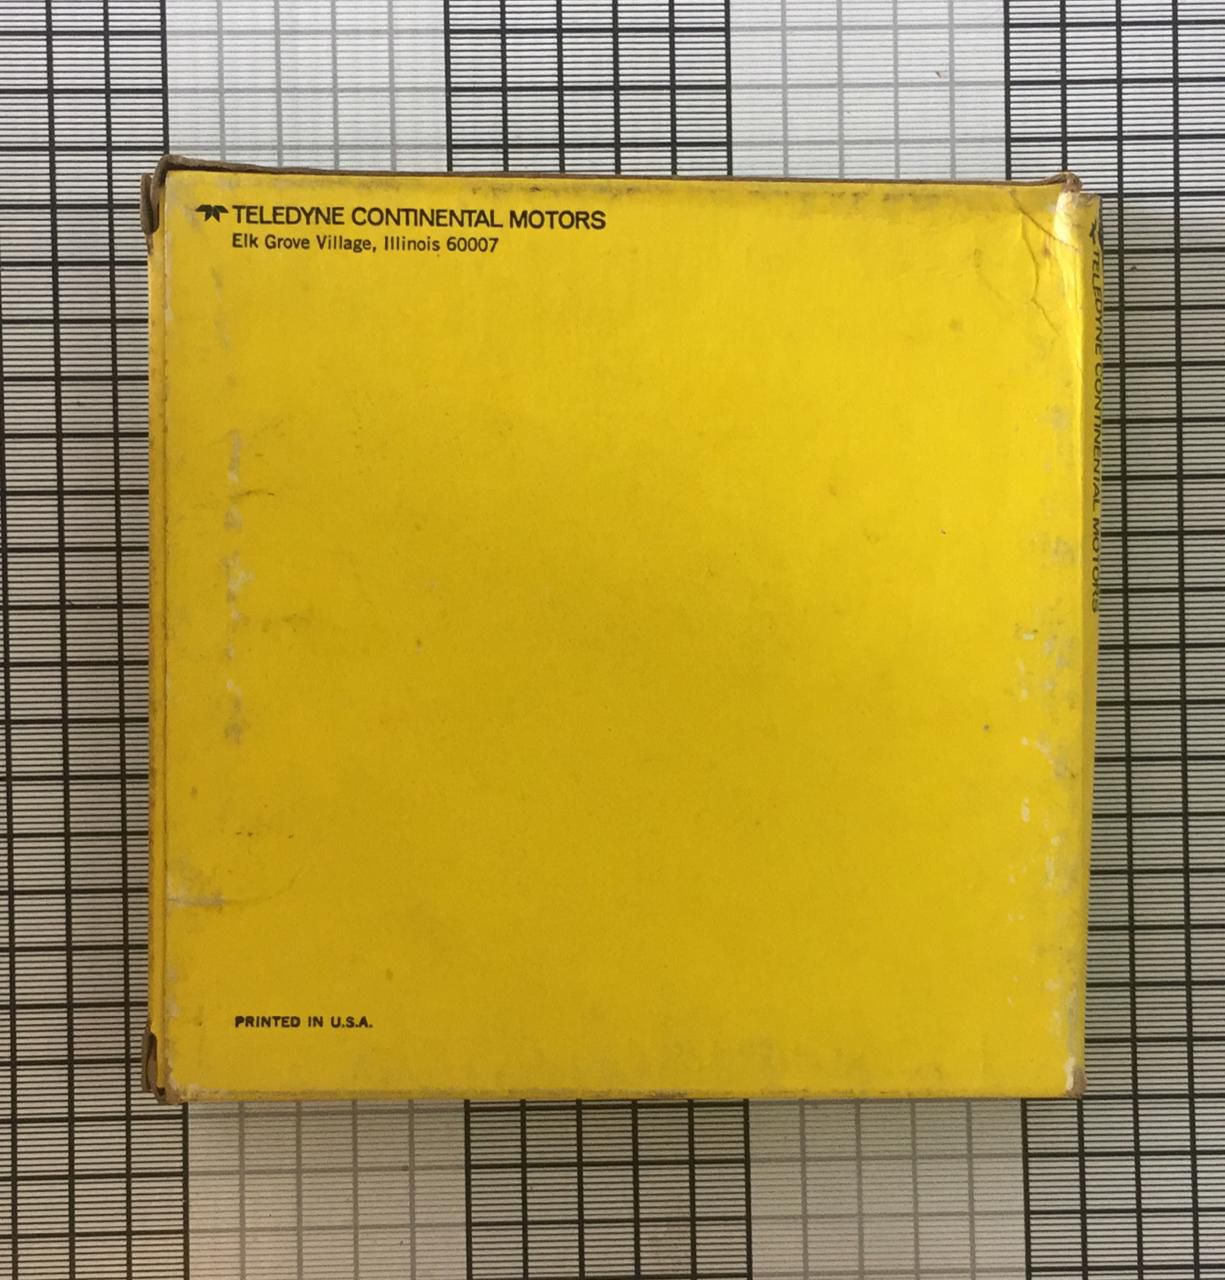 TELEDYNE CONTINENTAL MOTORS
Elk Grove Village, Illinois 60007
TELEDYNE CONTINENTAL MOTORS
PRINTED IN U.S.A.